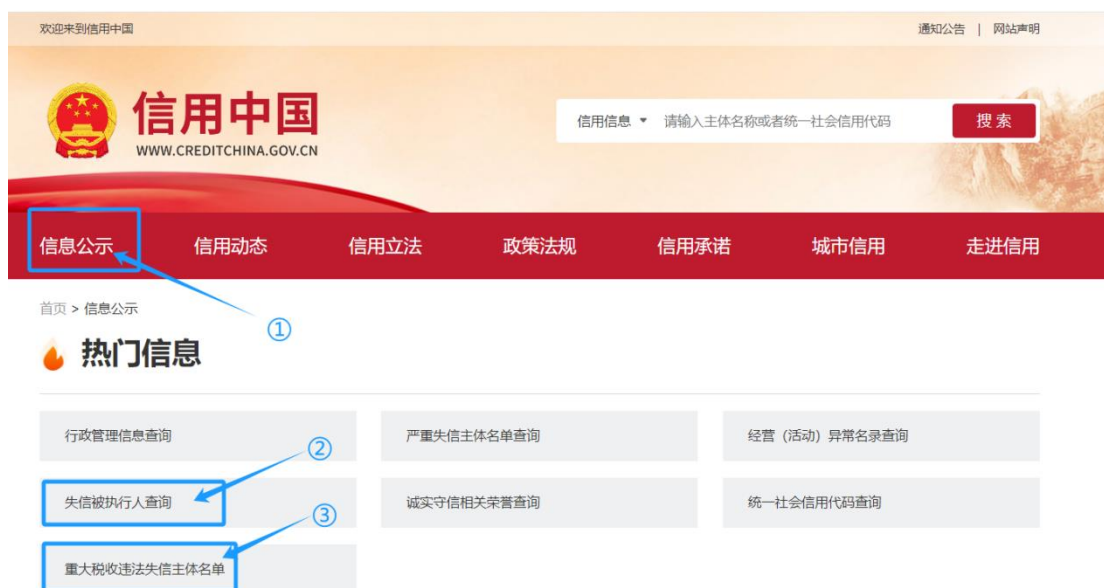 欢迎来到信用中国
通知公告 | 网站声明
信用中国
WWW.CREDITCHINA.GOV.CN
信用信息 请输入主体名称或者统一社会信用代码 搜索
信息公示 信用动态 信用立法 政策法规 信用承诺 城市信用 走进信用
首页 > 信息公示
①
热门信息
行政管理信息查询 严重失信主体名单查询 经营（活动）异常名录查询
②
失信被执行人查询 诚实守信相关荣誉查询 统一社会信用代码查询
③
重大税收违法失信主体名单